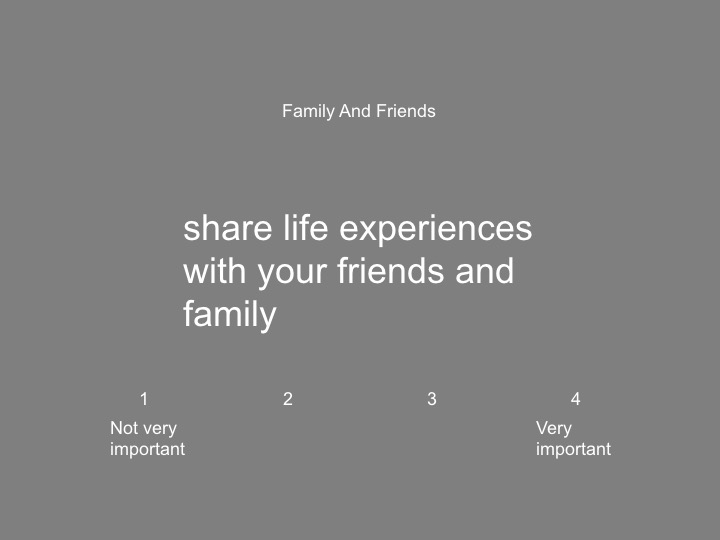 Family And Friends
share life experiences
with your friends and
family
1 2 3 4
Not very
important
Very
important